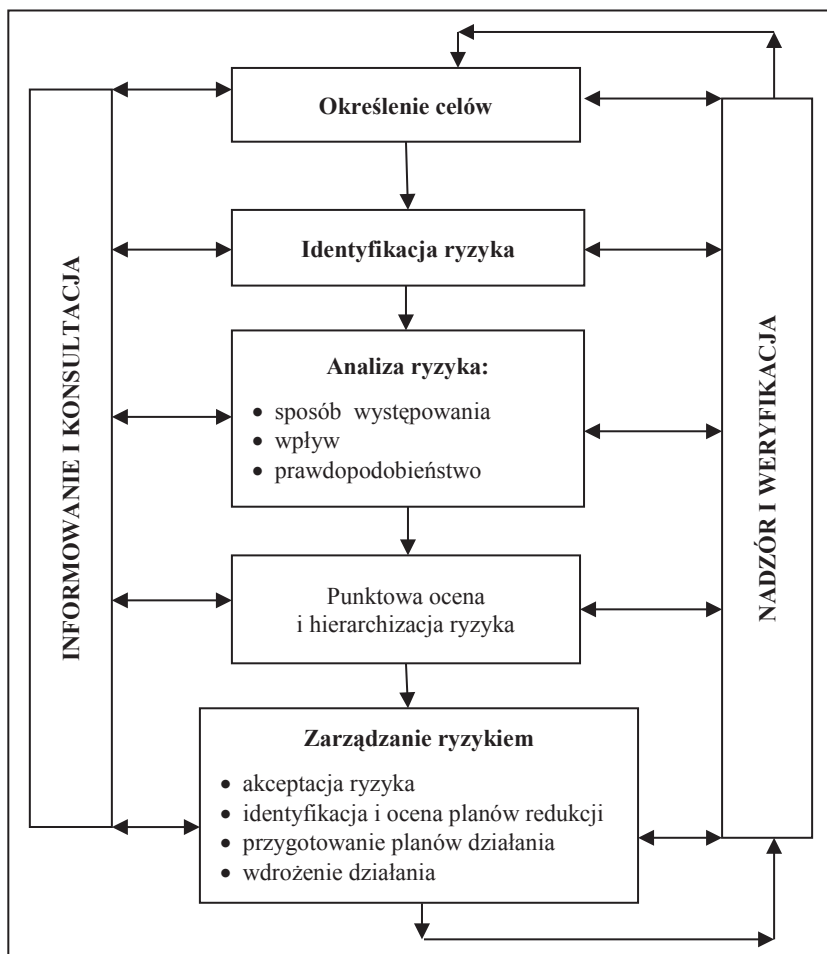 Określenie celów
Identyfikacja ryzyka
Analiza ryzyka:
• sposób występowania
• wpływ
• prawdopodobieństwo
Punktowa ocena
i hierarchizacja ryzyka
Zarządzanie ryzykiem
• akceptacja ryzyka
• identyfikacja i ocena planów redukcji
• przygotowanie planów działania
• wdrożenie działania
INFORMOWANIE I KONSULTACJA
NADZÓR I WERYFIKACJA